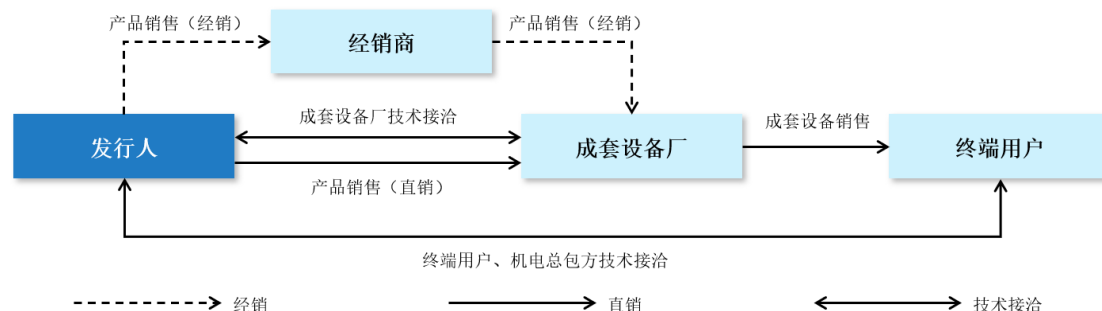 产品销售（经销）
产品销售（经销）
经销商
成套设备厂技术接洽
成套设备销售
发行人
成套设备厂
终端用户
产品销售（直销）
终端用户、机电总包方技术接洽
经销
直销
技术接洽